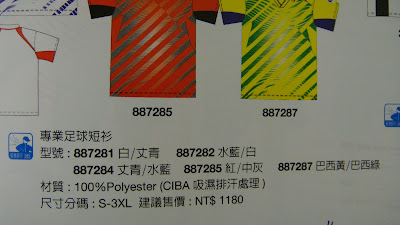 887285
887287
專業足球短衫
型號 : 887281 白/丈青 887282 水藍/白
887284 丈青/水藍 887285 紅/中灰 887287 巴西黃/巴西綠
材質 : 100%Polyester (CIBA 吸濕排汗處理)
尺寸分碼 : S-3XL 建議售價 : NT$ 1180